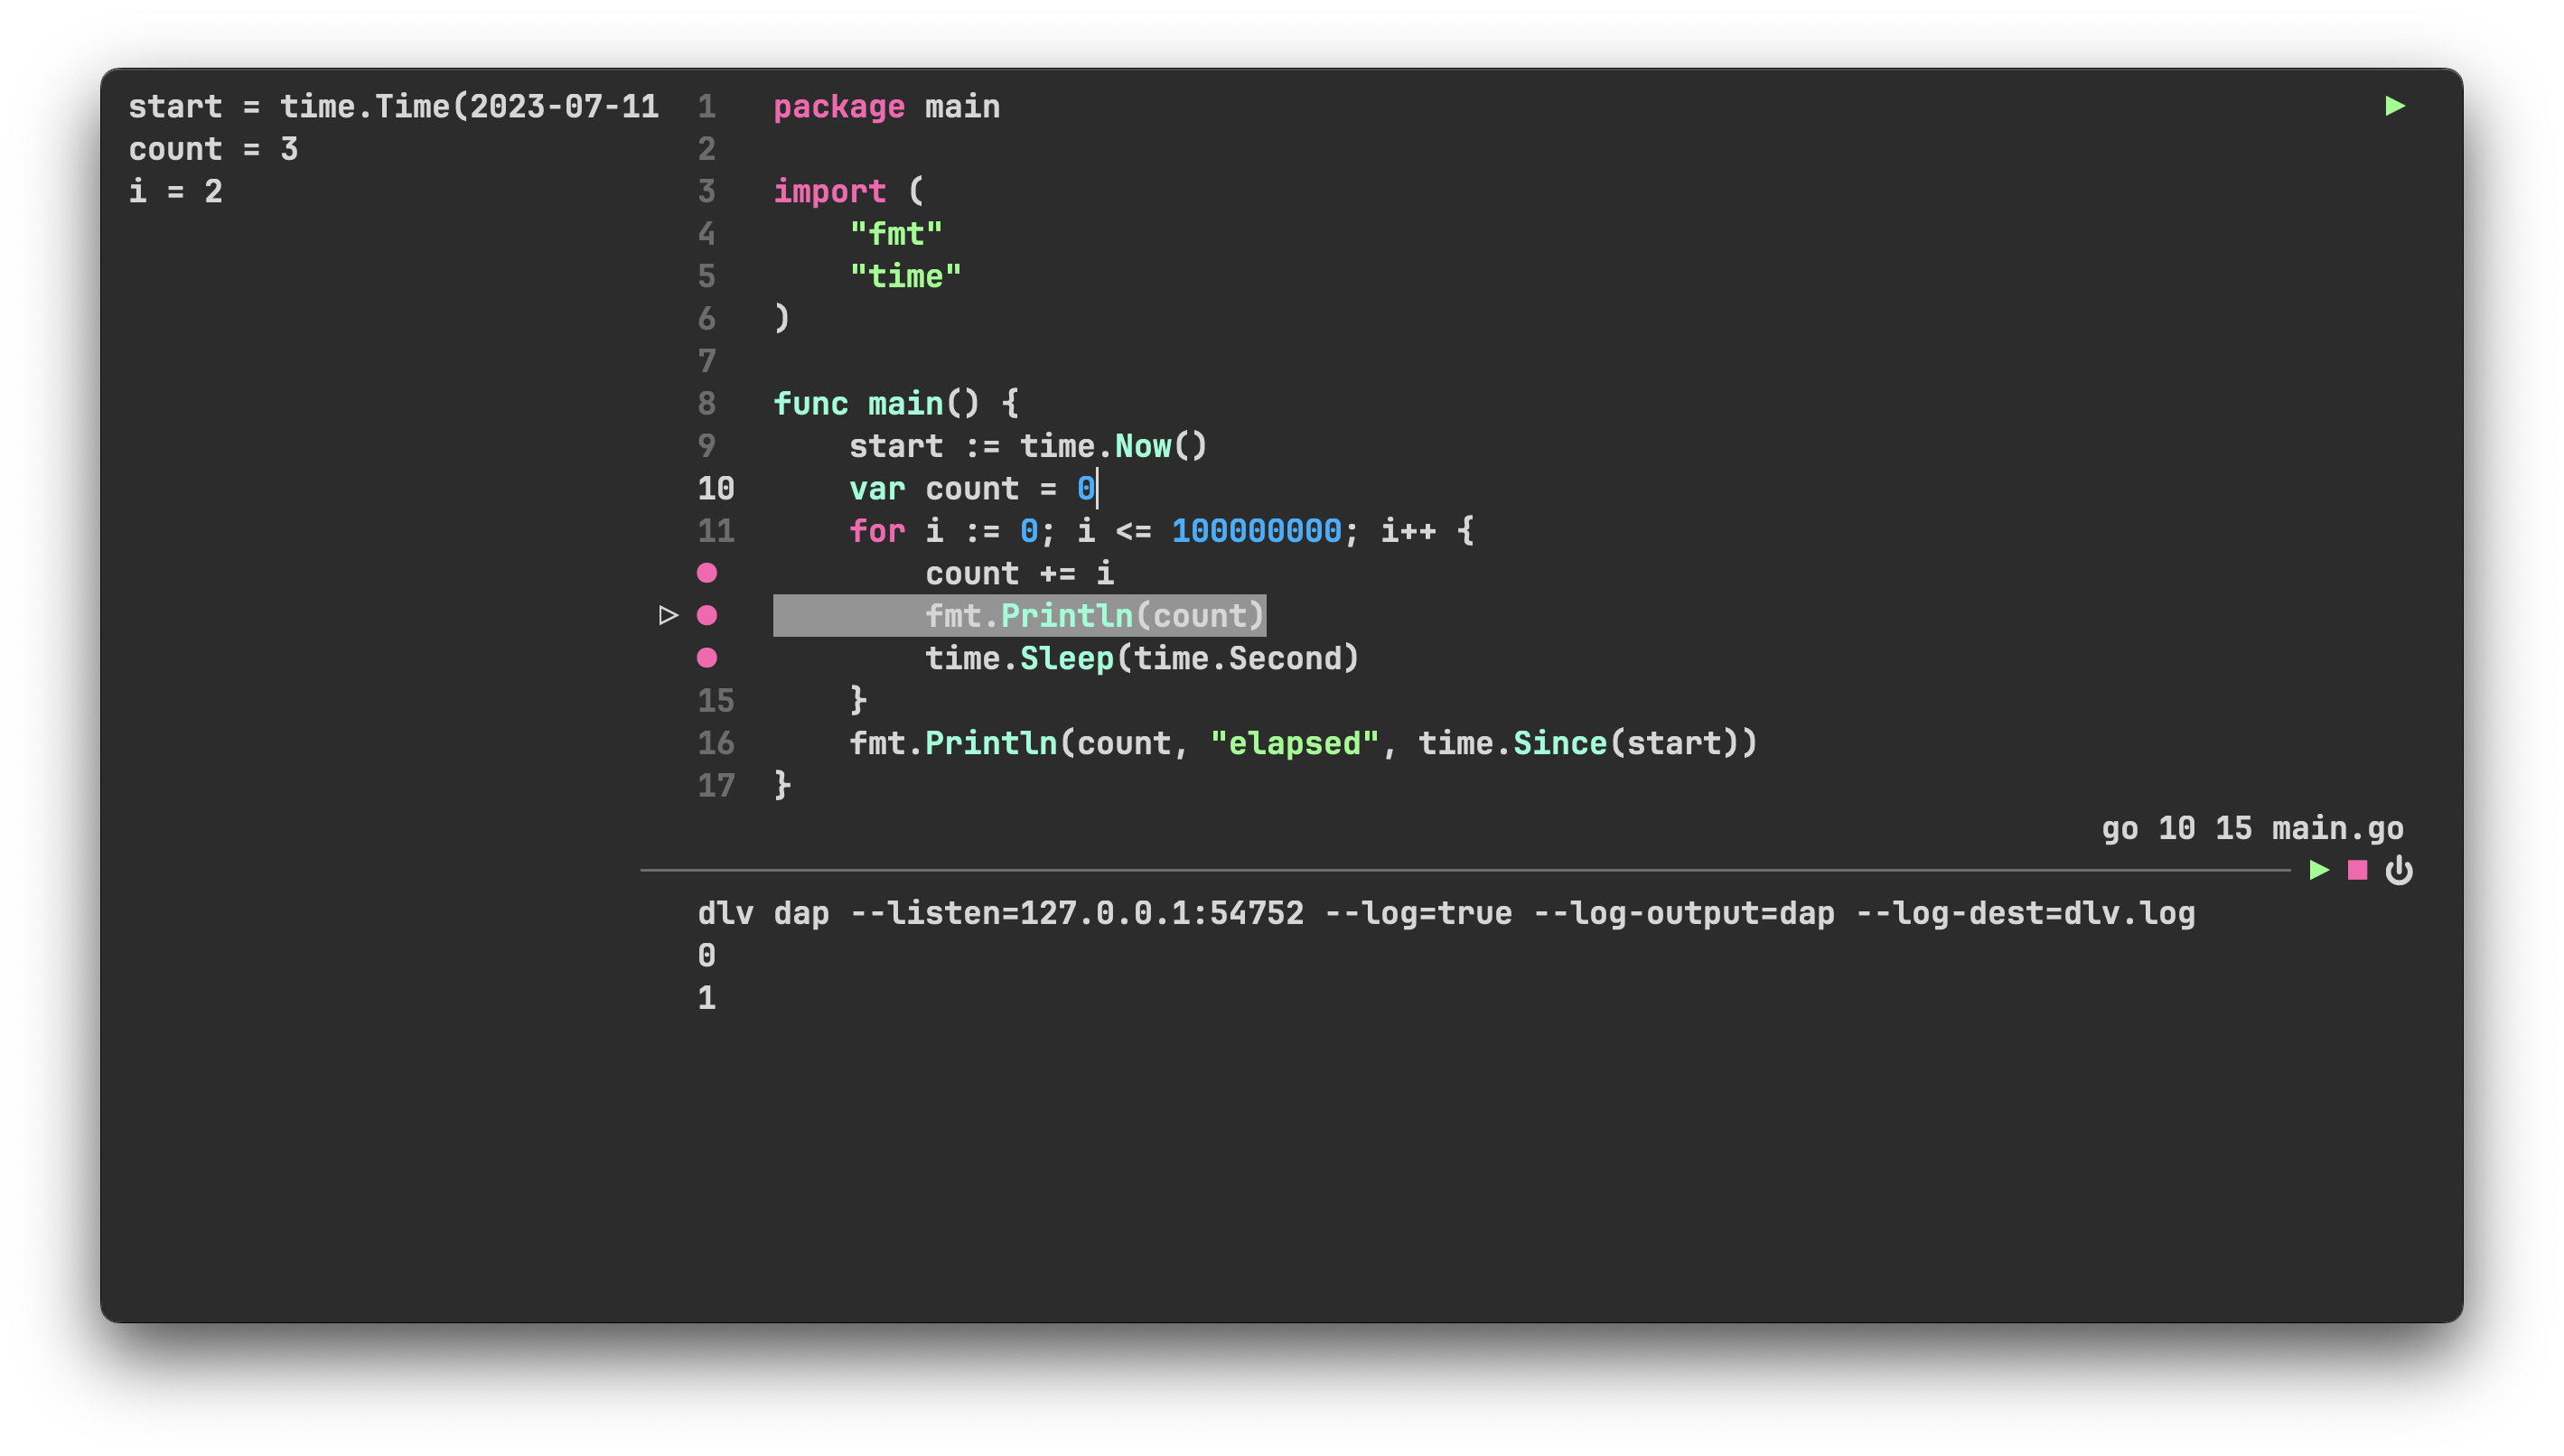 start = time.Time(2023-07-11
count = 3
i = 2
1 package main
2
3 import (
4 "fmt"
5 "time"
6 )
7
8 func main() {
9 start := time.Now()
10 var count = 0
11 for i := 0; i <= 100000000; i++ {
count += i
fmt.Println(count)
time.Sleep(time.Second)
15 }
16 fmt.Println(count, "elapsed", time.Since(start))
17 }
go 10 15 main.go
dlv dap --listen=127.0.0.1:54752 --log=true --log-output=dap --log-dest=dlv.log
0
1